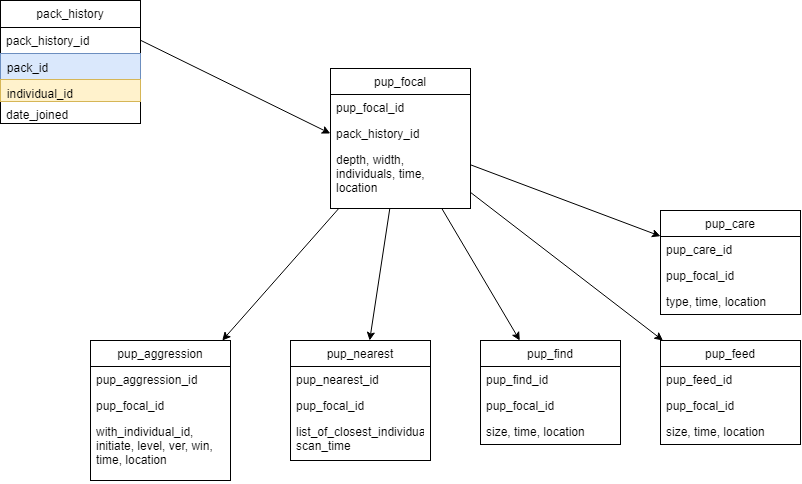 pack_history
pack_history_id
pack_id
individual_id
date_joined
pup_focal
pup_focal_id
pack_history_id
depth, width,
individuals, time,
location
pup_care
pup_care_id
pup_focal_id
type, time, location
pup_aggression
pup_aggression_id
pup_focal_id
with_individual_id,
initiate, level, ver, win,
time, location
pup_nearest
pup_nearest_id
pup_focal_id
list_of_closest_individua
scan_time
pup_find
pup_find_id
pup_focal_id
size, time, location
pup_feed
pup_feed_id
pup_focal_id
size, time, location